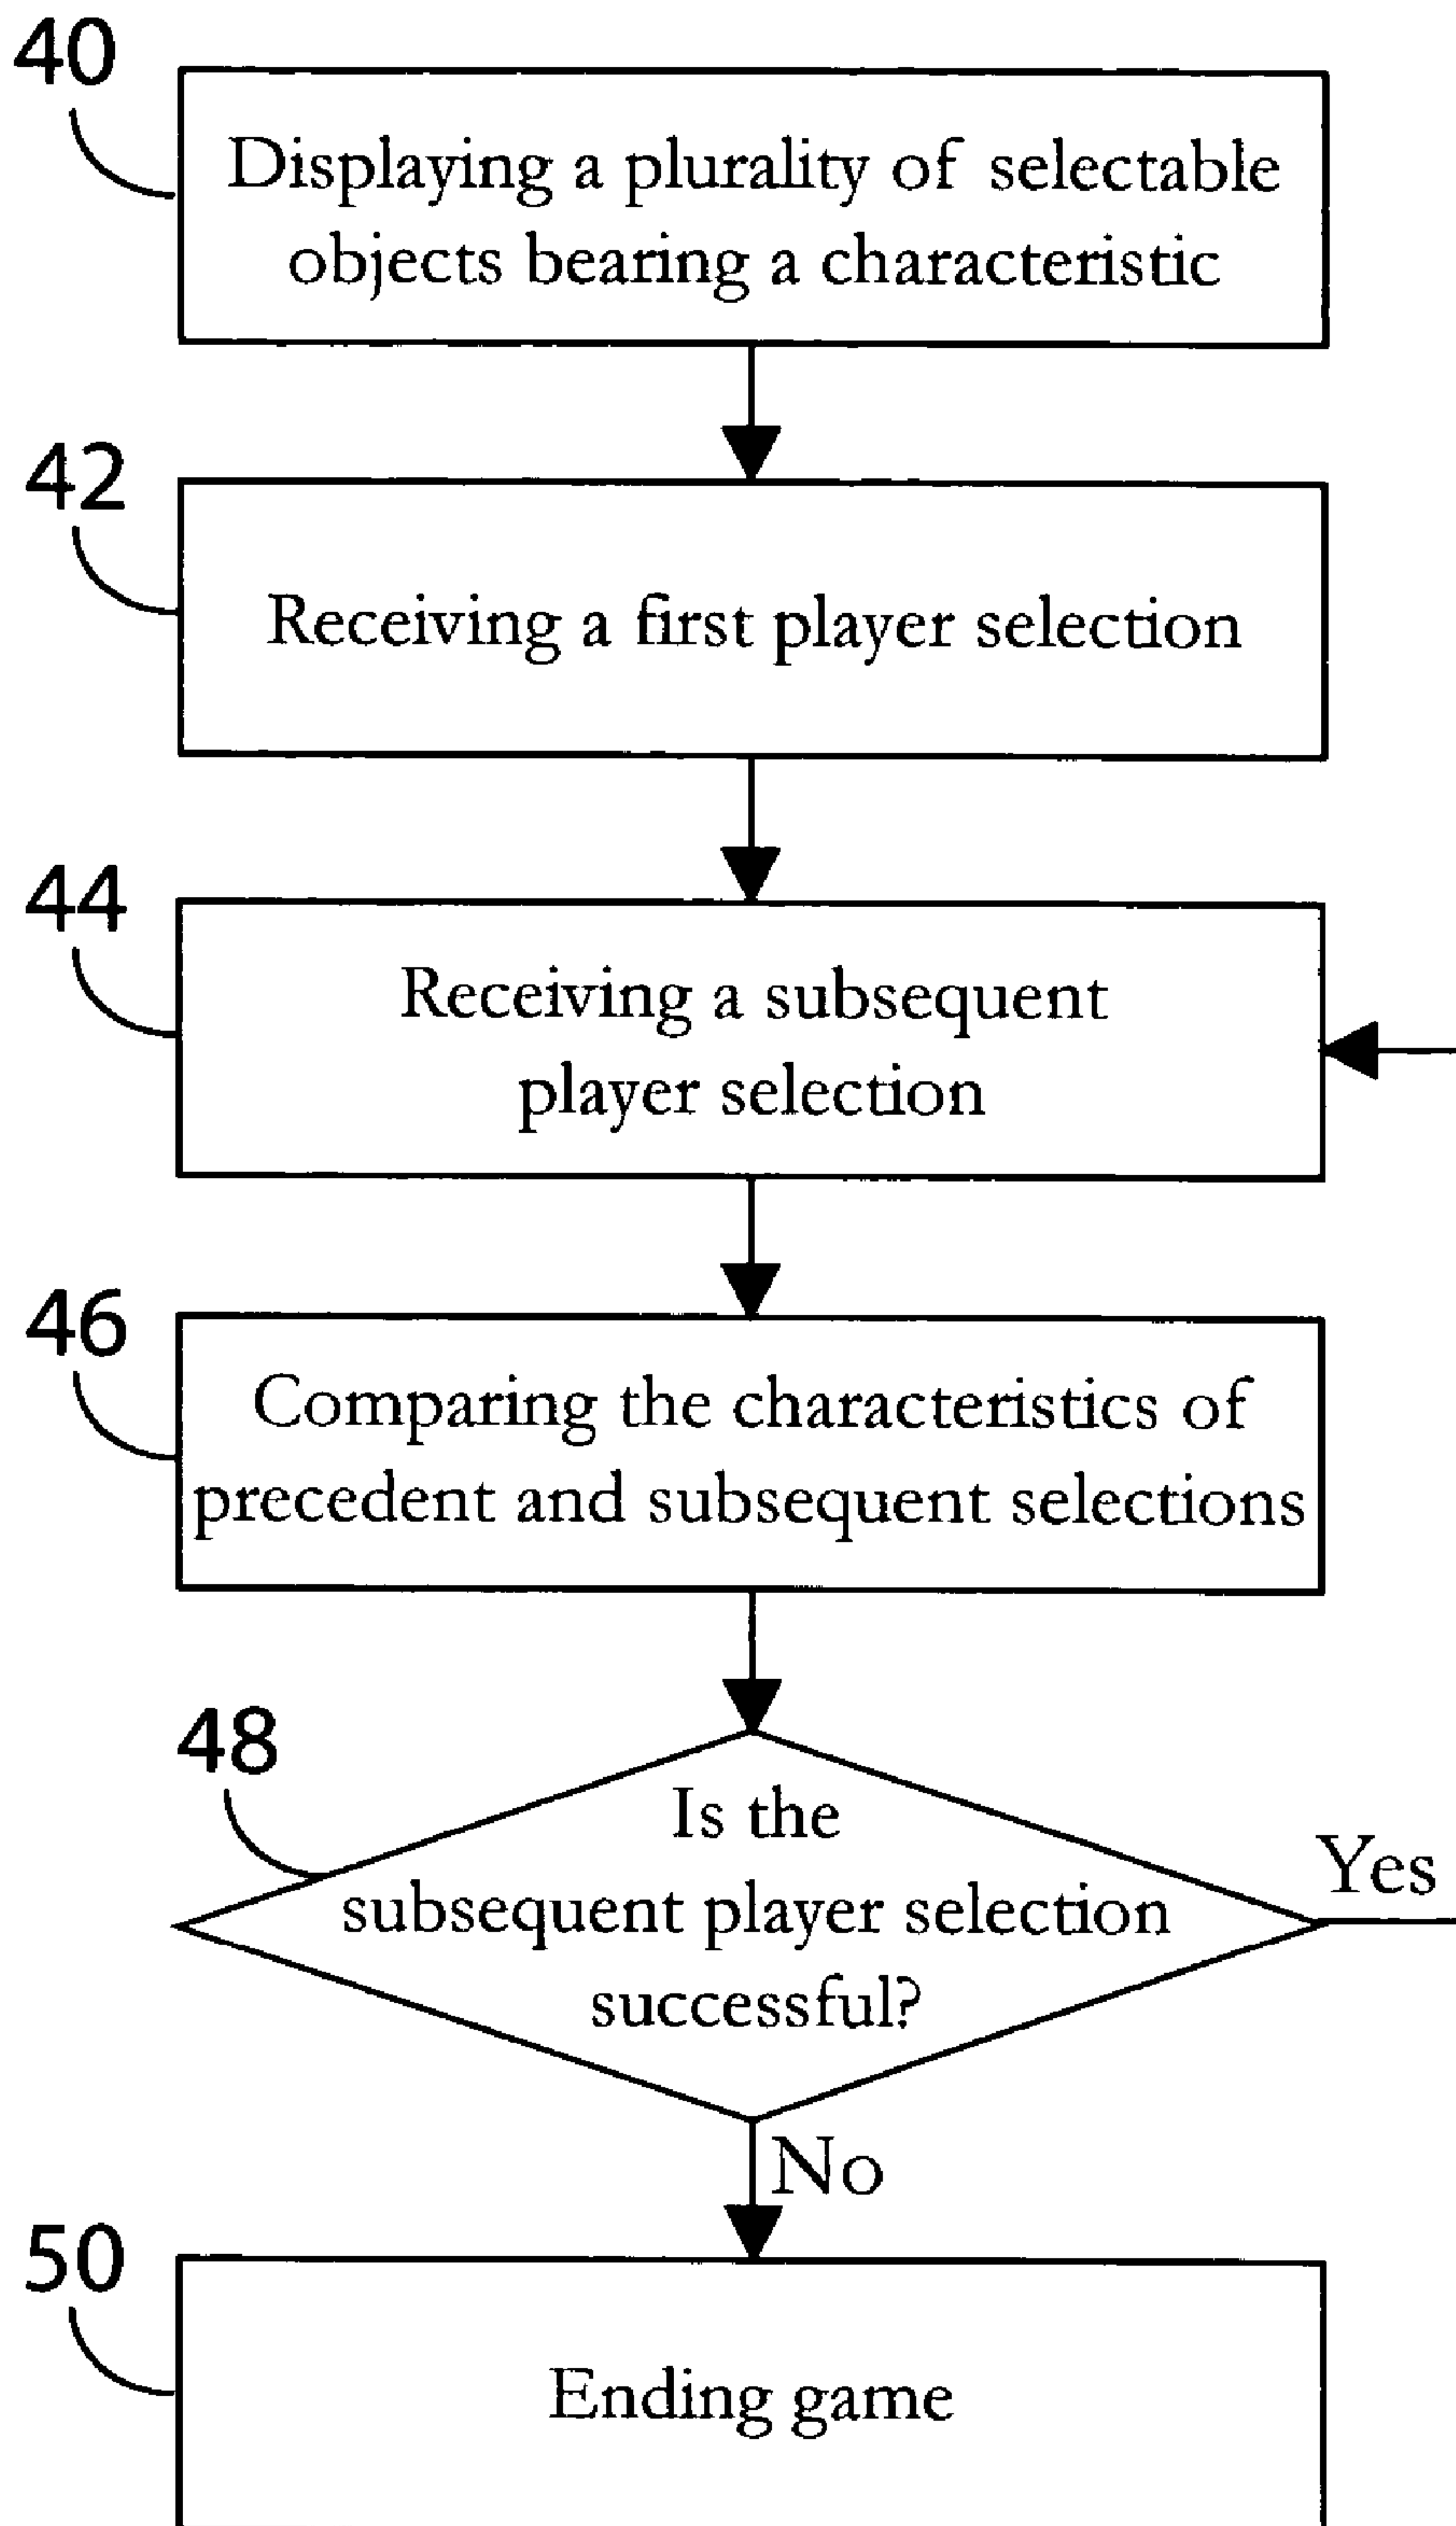 40
Displaying a plurality of selectable
objects bearing a characteristic
42
Receiving a first player selection
44
Receiving a subsequent
player selection
46
Comparing the characteristics of
precedent and subsequent selections
48
Is the
subsequent player selection
successful?
Yes
No
50
Ending game